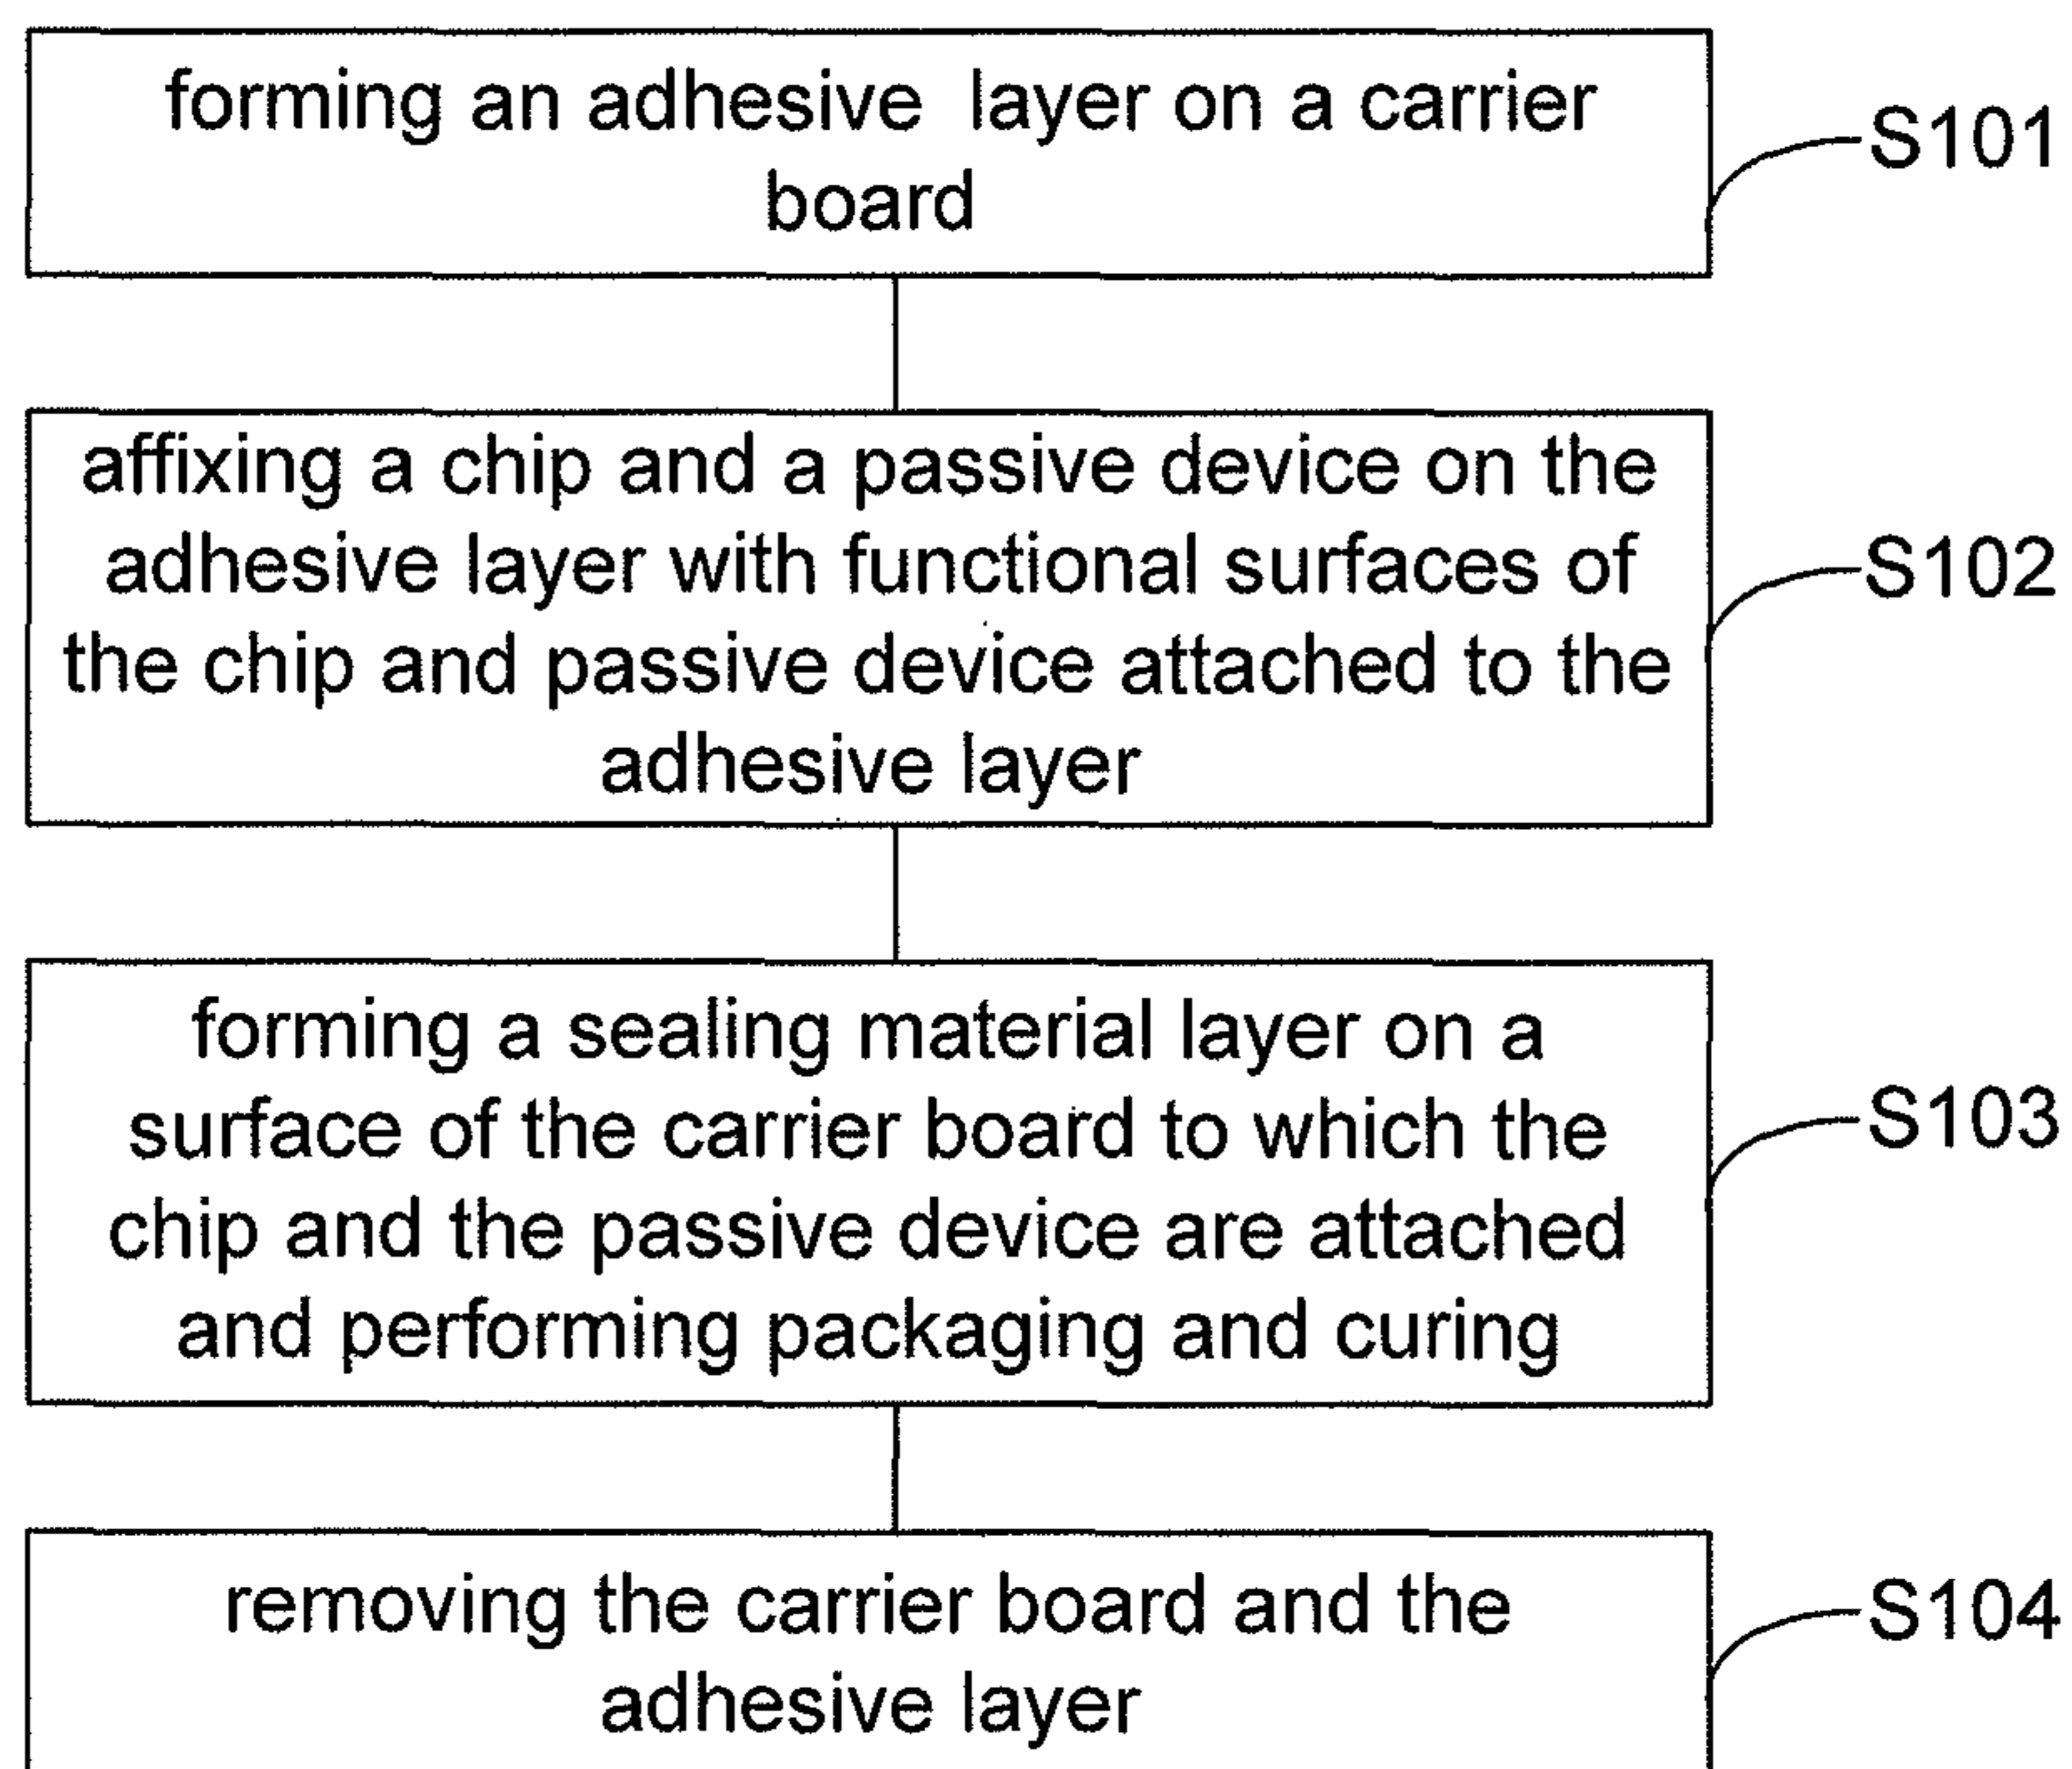 forming an adhesive layer on a carrier
board
S101
affixing a chip and a passive device on the
adhesive layer with functional surfaces of
the chip and passive device attached to the
adhesive layer
S102
forming a sealing material layer on a
surface of the carrier board to which the
chip and the passive device are attached
and performing packaging and curing
S103
removing the carrier board and the
adhesive layer
S104